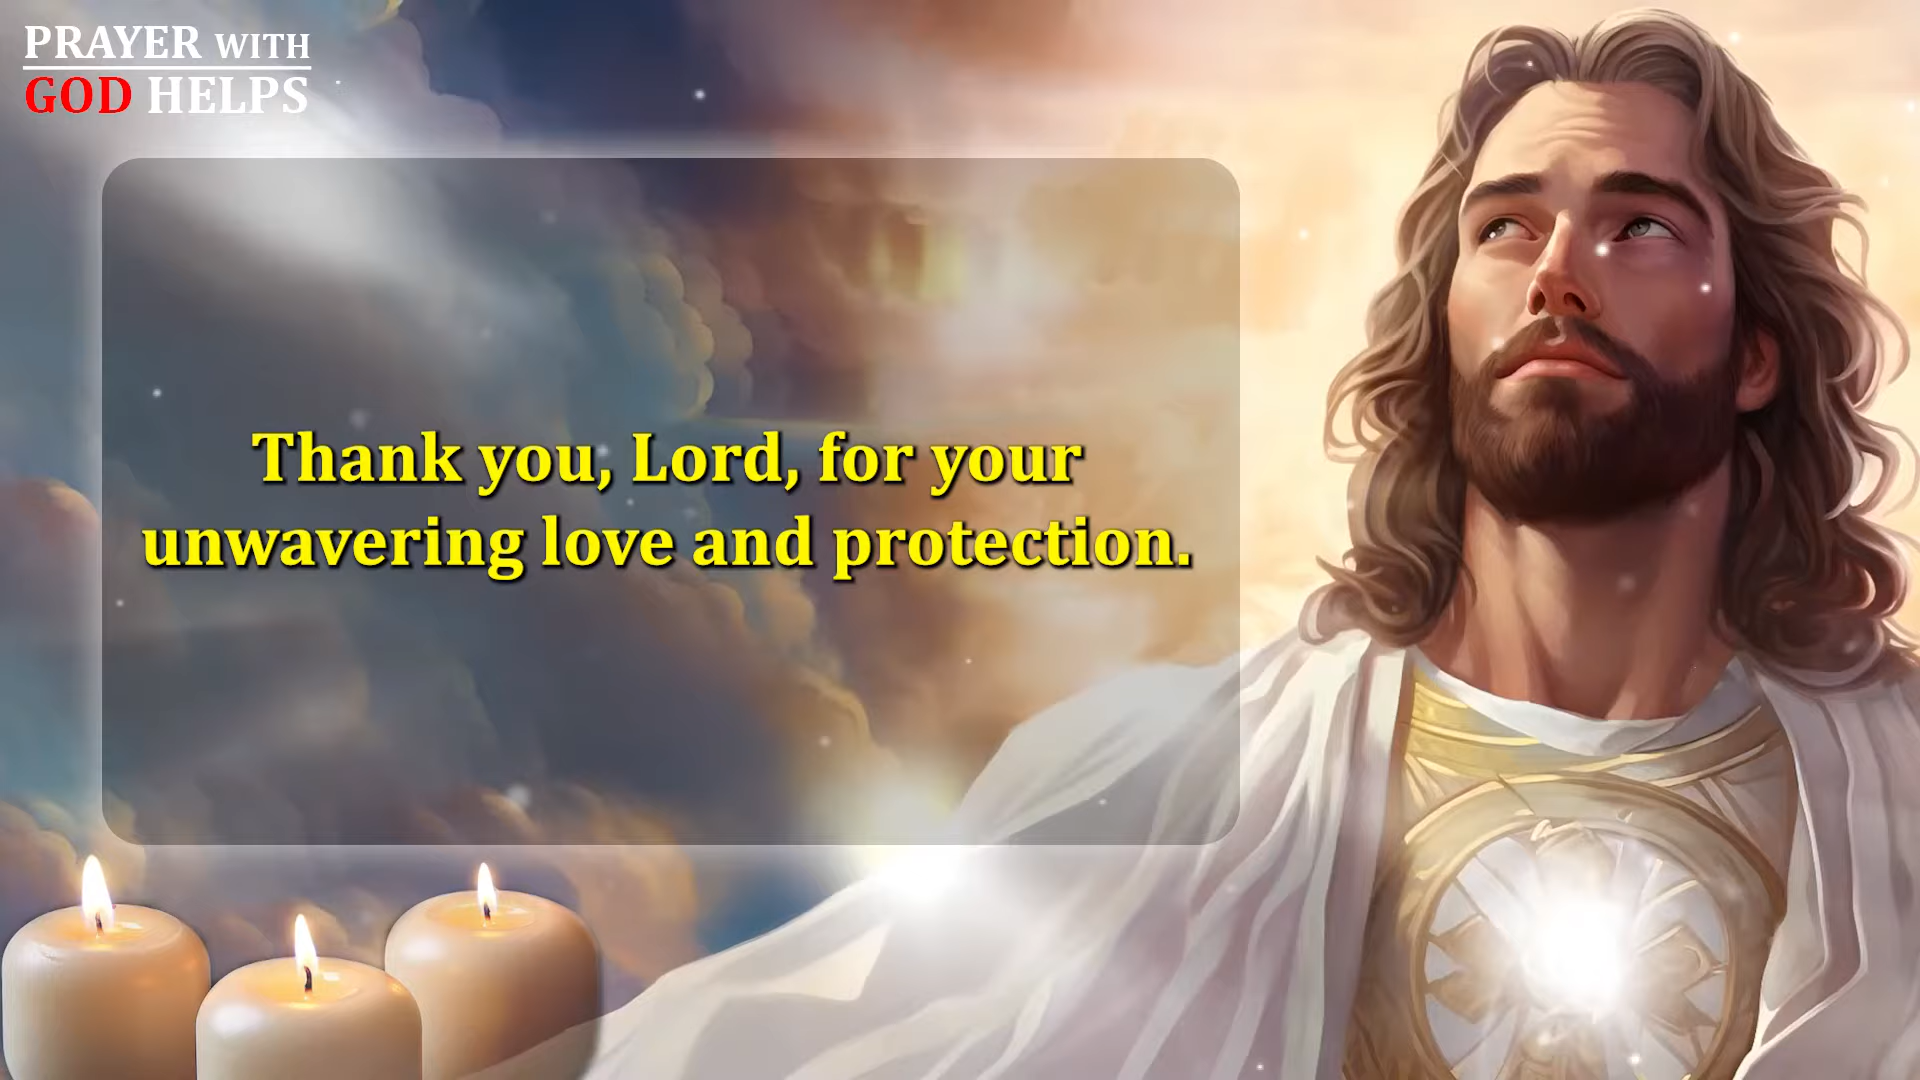 PRAYER WITH
GOD HELPS
Thank you, Lord, for your
unwavering love and protection.